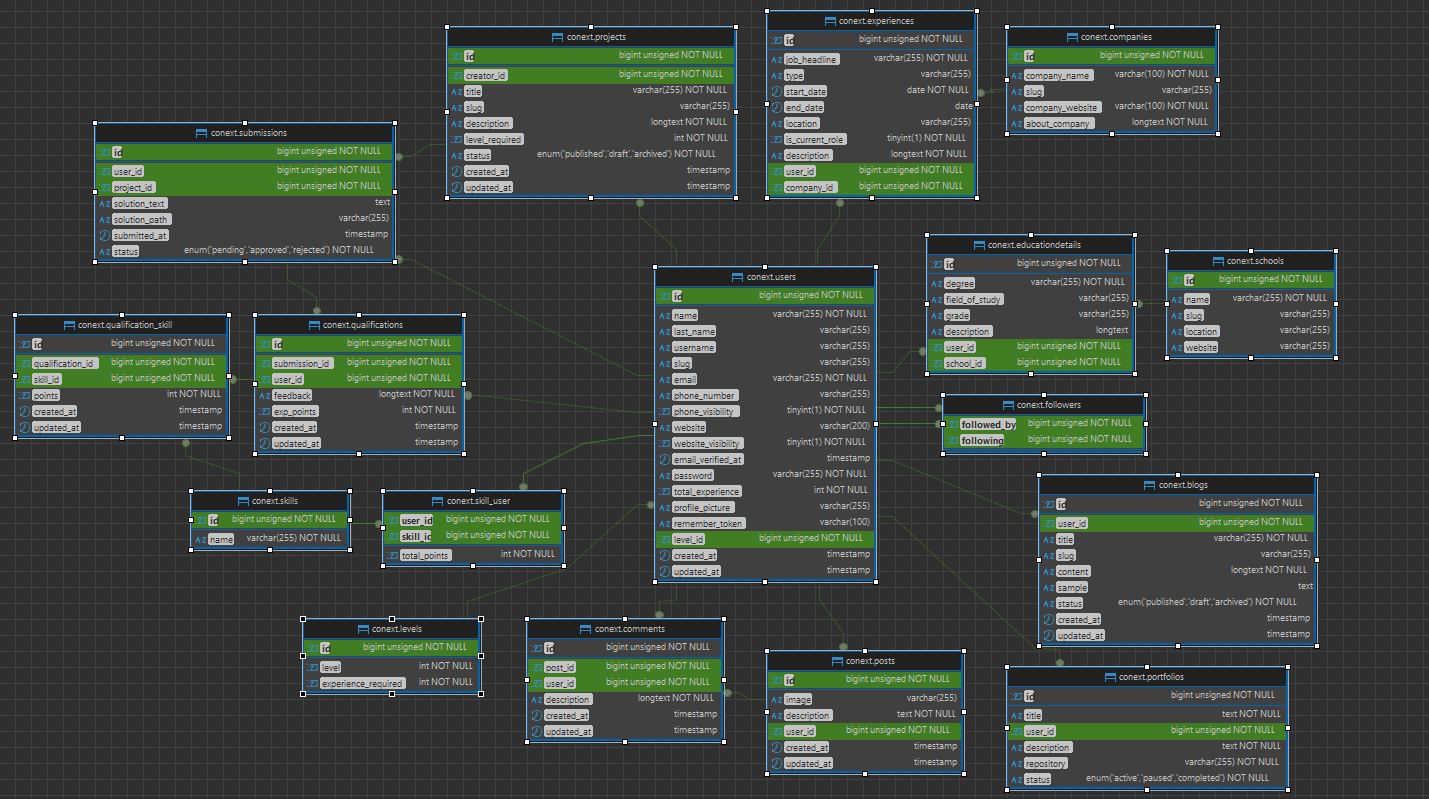 conext.experiences
id bigint unsigned NOT NULL
job_headline varchar(255) NOT NULL
type varchar(255)
start_date date NOT NULL
end_date date
location varchar(255)
is_current_role tinyint(1) NOT NULL
description longtext NOT NULL
user_id bigint unsigned NOT NULL
company_id bigint unsigned NOT NULL
conext.projects
id bigint unsigned NOT NULL
creator_id bigint unsigned NOT NULL
title varchar(255) NOT NULL
slug varchar(255)
description longtext NOT NULL
level_required int NOT NULL
status enum('published','draft','archived') NOT NULL
created_at timestamp
updated_at timestamp
conext.companies
id bigint unsigned NOT NULL
company_name varchar(100) NOT NULL
slug varchar(255)
company_website varchar(100) NOT NULL
about_company longtext NOT NULL
conext.submissions
id bigint unsigned NOT NULL
user_id bigint unsigned NOT NULL
project_id bigint unsigned NOT NULL
solution_text text
solution_path varchar(255)
submitted_at timestamp
status enum('pending','approved','rejected') NOT NULL
conext.educationdetails
id bigint unsigned NOT NULL
degree varchar(255) NOT NULL
field_of_study varchar(255)
grade varchar(255)
description longtext
user_id bigint unsigned NOT NULL
school_id bigint unsigned NOT NULL
conext.schools
id bigint unsigned NOT NULL
name varchar(255) NOT NULL
slug varchar(255)
location varchar(255)
website varchar(255)
conext.users
id bigint unsigned NOT NULL
name varchar(255) NOT NULL
last_name varchar(255)
username varchar(255)
slug varchar(255)
email varchar(255) NOT NULL
phone_number varchar(255)
phone_visibility tinyint(1) NOT NULL
website varchar(200)
website_visibility tinyint(1) NOT NULL
email_verified_at timestamp
password varchar(255) NOT NULL
total_experience int NOT NULL
profile_picture varchar(255)
remember_token varchar(100)
level_id bigint unsigned NOT NULL
created_at timestamp
updated_at timestamp
conext.qualification_skill
id bigint unsigned NOT NULL
qualification_id bigint unsigned NOT NULL
skill_id bigint unsigned NOT NULL
points int NOT NULL
created_at timestamp
updated_at timestamp
conext.qualifications
id bigint unsigned NOT NULL
submission_id bigint unsigned NOT NULL
user_id bigint unsigned NOT NULL
feedback longtext NOT NULL
exp_points int NOT NULL
created_at timestamp
updated_at timestamp
conext.followers
followed_by bigint unsigned NOT NULL
following bigint unsigned NOT NULL
conext.skills
id bigint unsigned NOT NULL
name varchar(255) NOT NULL
conext.skill_user
user_id bigint unsigned NOT NULL
skill_id bigint unsigned NOT NULL
total_points int NOT NULL
conext.blogs
id bigint unsigned NOT NULL
user_id bigint unsigned NOT NULL
title varchar(255) NOT NULL
slug varchar(255)
content longtext NOT NULL
sample text
status enum('published','draft','archived') NOT NULL
created_at timestamp
updated_at timestamp
conext.levels
id bigint unsigned NOT NULL
level int NOT NULL
experience_required int NOT NULL
conext.comments
id bigint unsigned NOT NULL
post_id bigint unsigned NOT NULL
user_id bigint unsigned NOT NULL
description longtext NOT NULL
created_at timestamp
updated_at timestamp
conext.posts
id bigint unsigned NOT NULL
image varchar(255)
description text NOT NULL
user_id bigint unsigned NOT NULL
created_at timestamp
updated_at timestamp
conext.portfolios
id bigint unsigned NOT NULL
title text NOT NULL
user_id bigint unsigned NOT NULL
description text NOT NULL
repository varchar(255) NOT NULL
status enum('active','paused','completed') NOT NULL